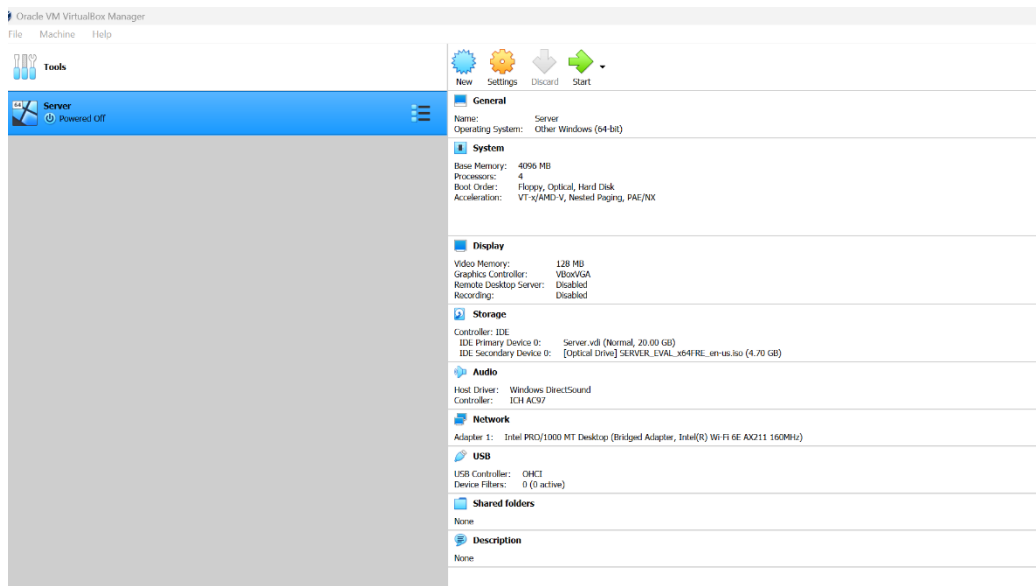 Oracle VM VirtualBox Manager
File Machine Help
Tools
64
Server
Powered Off
New Settings Discard Start
General
Name: Server
Operating System: Other Windows (64-bit)
System
Base Memory: 4096 MB
Processors: 4
Boot Order: Floppy, Optical, Hard Disk
Acceleration: VT-x/AMD-V, Nested Paging, PAE/NX
Display
Video Memory: 128 MB
Graphics Controller: VBoxVGA
Remote Desktop Server: Disabled
Recording: Disabled
Storage
Controller: IDE
IDE Primary Device 0: Server.vdi (Normal, 20.00 GB)
IDE Secondary Device 0: [Optical Drive] SERVER_EVAL_x64FRE_en-us.iso (4.70 GB)
Audio
Host Driver: Windows DirectSound
Controller: ICH AC97
Network
Adapter 1: Intel PRO/1000 MT Desktop (Bridged Adapter, Intel(R) Wi-Fi 6E AX211 160MHz)
USB
USB Controller: OHCI
Device Filters: 0 (0 active)
Shared folders
None
Description
None